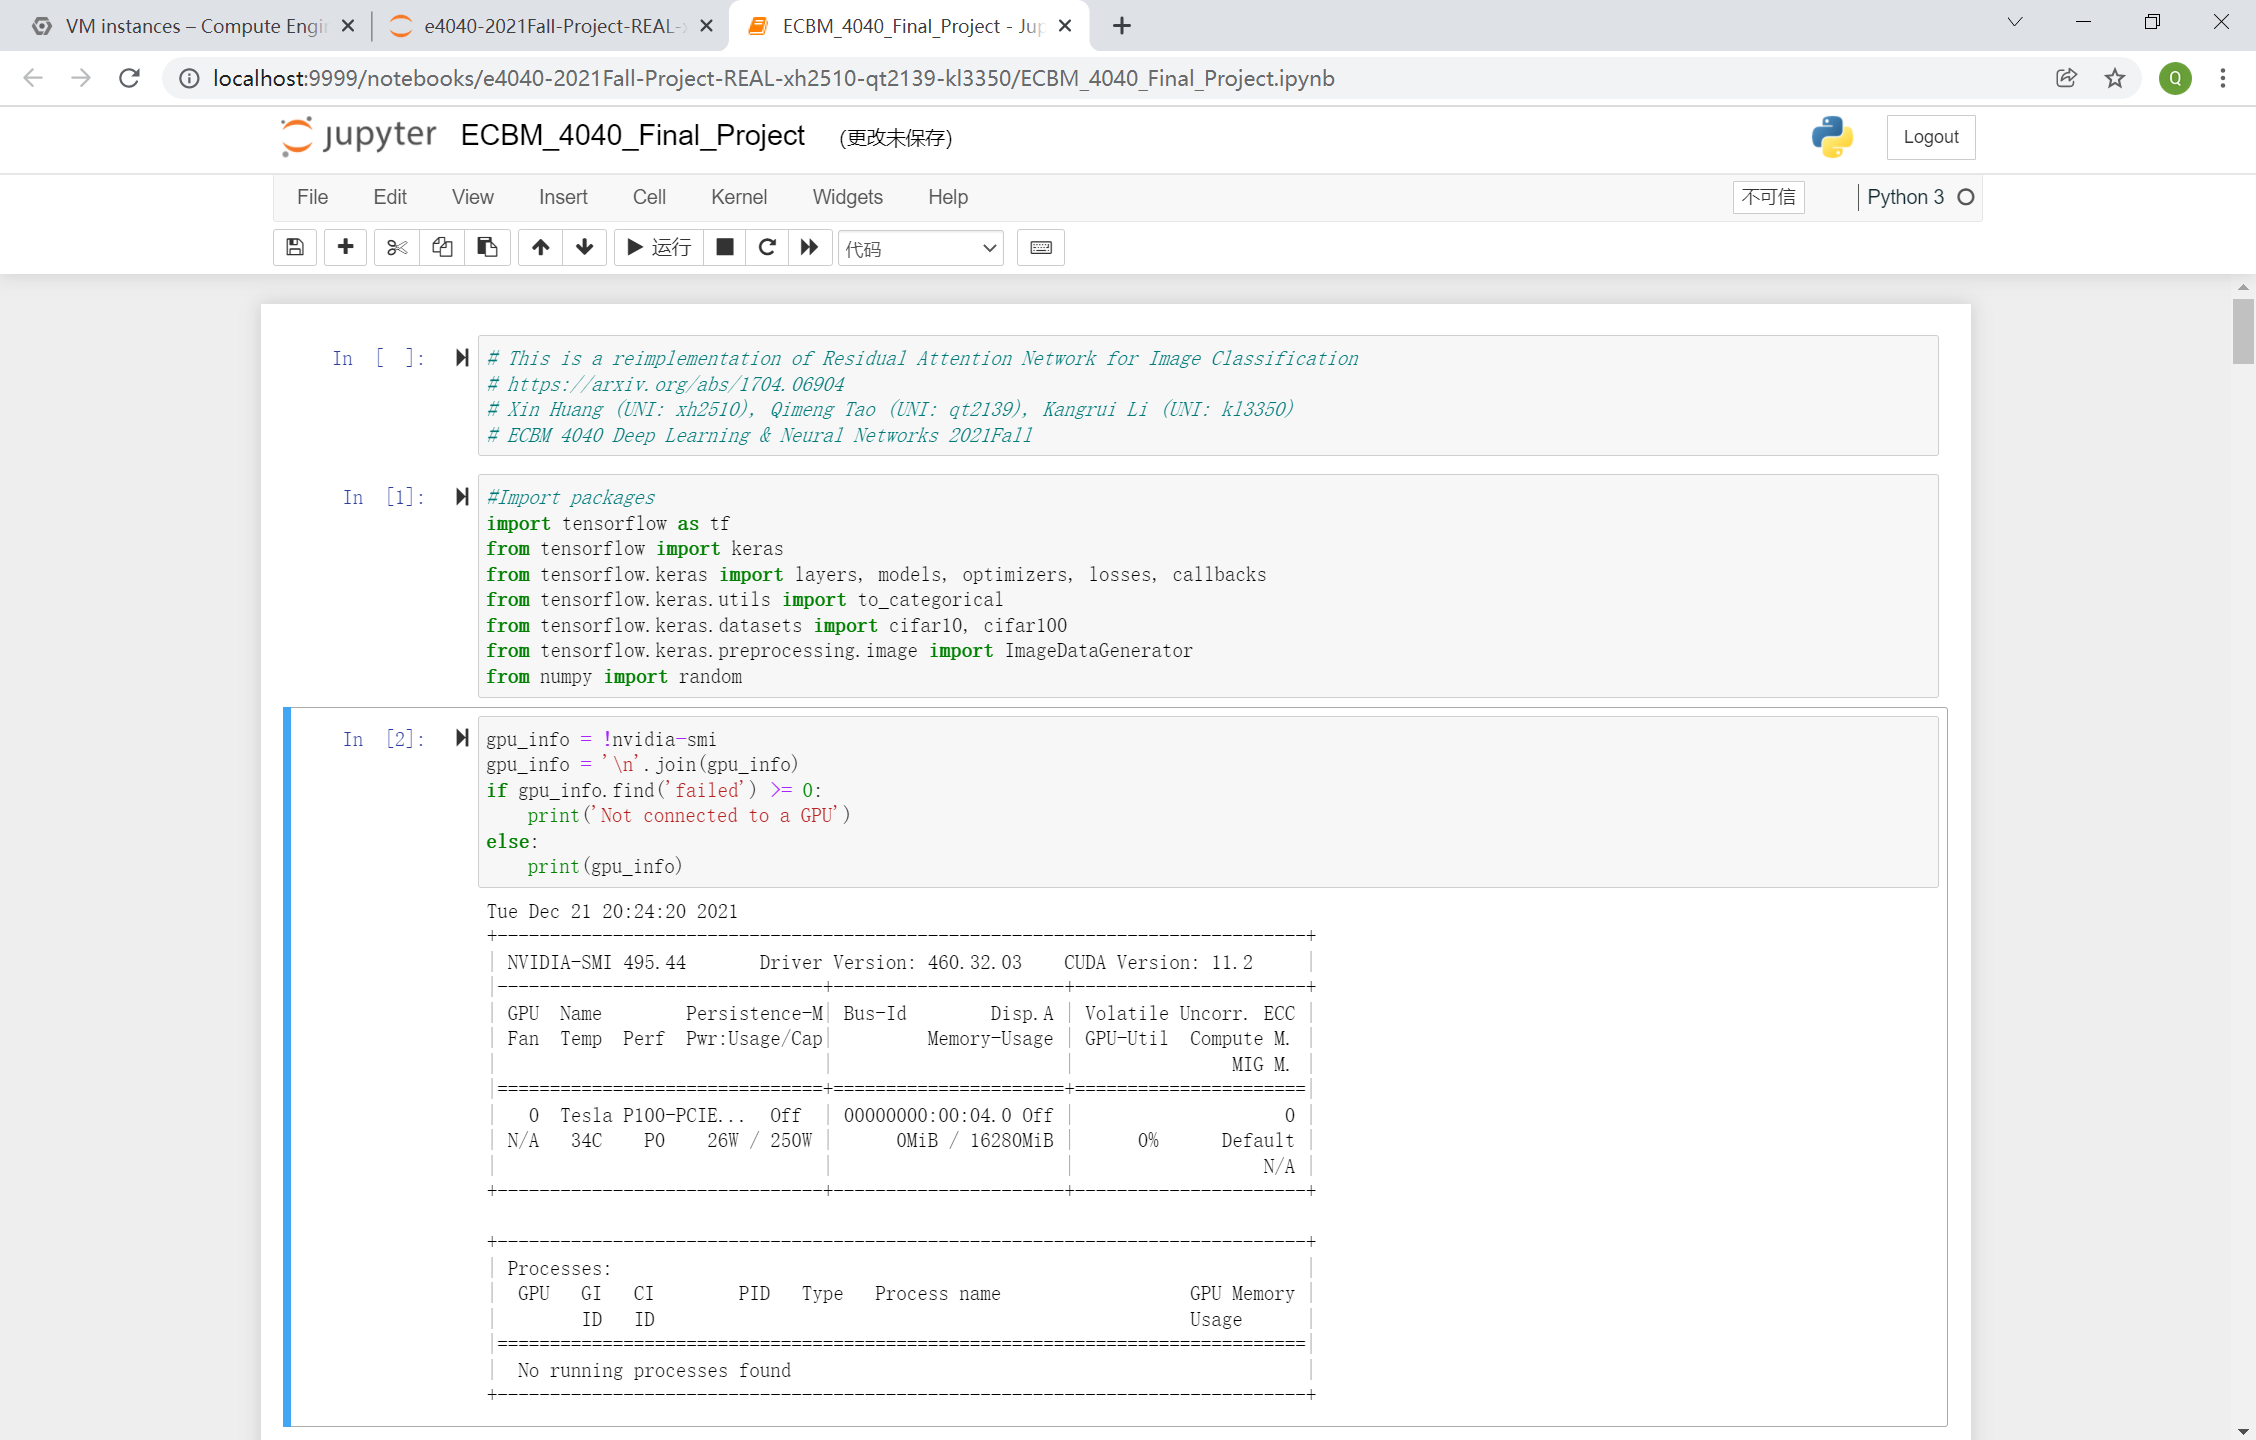 VM instances – Compute Engi
e4040-2021Fall-Project-REAL-
ECBM_4040_Final_Project - Jup
localhost:9999/notebooks/e4040-2021Fall-Project-REAL-xh2510-qt2139-kl3350/ECBM_4040_Final_Project.ipynb
Q
jupyter ECBM_4040_Final_Project (更改未保存)
Logout
File Edit View Insert Cell Kernel Widgets Help 不可信 Python 3
运行 代码
In [ ]: # This is a reimplementation of Residual Attention Network for Image Classification
# https://arxiv.org/abs/1704.06904
# Xin Huang (UNI: xh2510), Qimeng Tao (UNI: qt2139), Kangrui Li (UNI: kl3350)
# ECBM 4040 Deep Learning & Neural Networks 2021Fall
In [1]: #Import packages
import tensorflow as tf
from tensorflow import keras
from tensorflow.keras import layers, models, optimizers, losses, callbacks
from tensorflow.keras.utils import to_categorical
from tensorflow.keras.datasets import cifar10, cifar100
from tensorflow.keras.preprocessing.image import ImageDataGenerator
from numpy import random
In [2]: gpu_info = !nvidia-smi
gpu_info = '\n'.join(gpu_info)
if gpu_info.find('failed') >= 0:
    print('Not connected to a GPU')
else:
    print(gpu_info)
Tue Dec 21 20:24:20 2021
+-----------------------------------------------------------------------------+
| NVIDIA-SMI 495.44       Driver Version: 460.32.03    CUDA Version: 11.2     |
|-------------------------------+----------------------+----------------------+
| GPU  Name        Persistence-M| Bus-Id        Disp.A | Volatile Uncorr. ECC |
| Fan  Temp  Perf  Pwr:Usage/Cap|         Memory-Usage | GPU-Util  Compute M. |
|                               |                      |               MIG M. |
|===============================+======================+======================|
|   0  Tesla P100-PCIE...  Off  | 00000000:00:04.0 Off |                    0 |
| N/A   34C    P0    26W / 250W |      0MiB / 16280MiB |      0%      Default |
|                               |                      |                  N/A |
+-------------------------------+----------------------+----------------------+
+-----------------------------------------------------------------------------+
| Processes:                                                                  |
|  GPU   GI   CI        PID   Type   Process name                  GPU Memory |
|        ID   ID                                                   Usage      |
|=============================================================================|
|  No running processes found                                                 |
+-----------------------------------------------------------------------------+